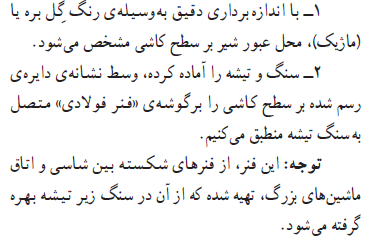 ۱ــ با اندازه‌برداری دقیق به‌وسیله‌ی رنگ گِل بره یا
(ماژیک)، محل عبور شیر بر سطح کاشی مشخص می‌شود.
۲ــ سنگ و تیشه را آماده کرده، وسط نشانه‌ی دایره‌ی
رسم شده بر سطح کاشی را برگوشه‌ی «فنر فولادی» متصل
به‌سنگ تیشه منطبق می‌کنیم.
توجه: این فنر، از فنرهای شکسته بین شاسی و اتاق
ماشین‌های بزرگ، تهیه شده که از آن در سنگ زیر تیشه بهره
گرفته می‌شود.